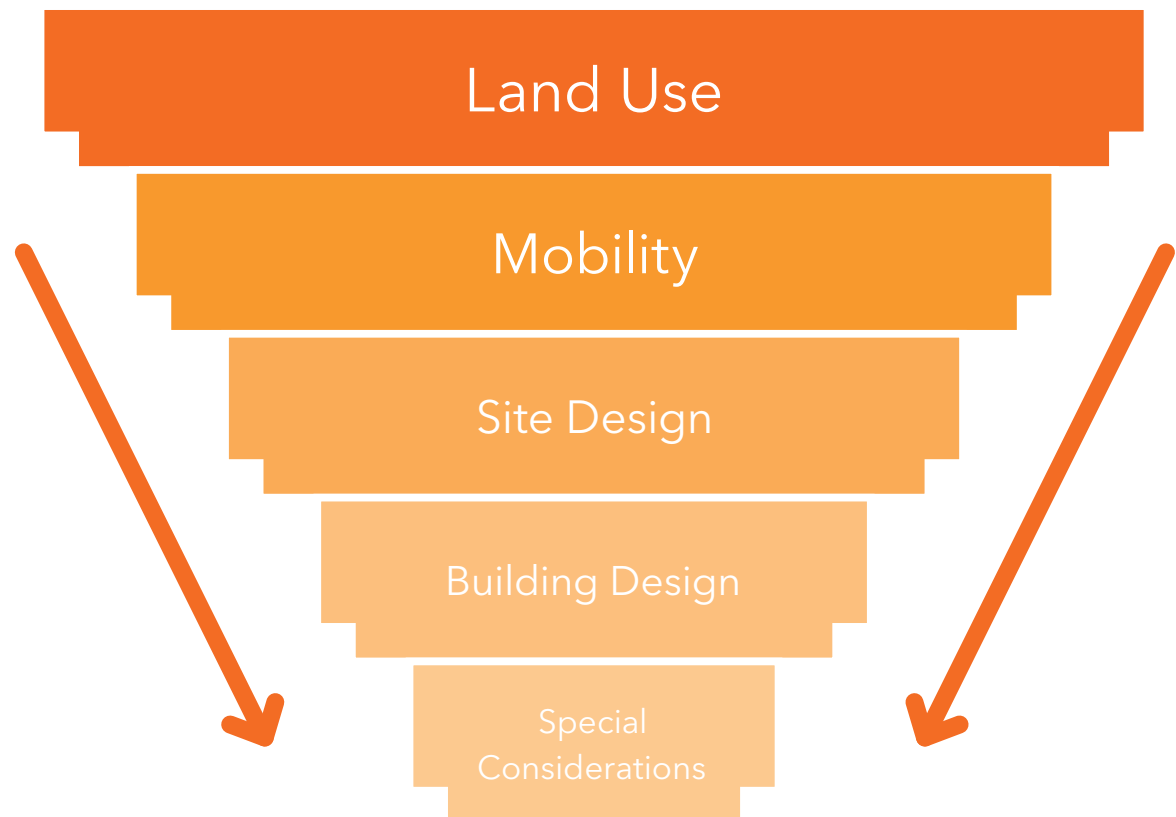 Land Use
Mobility
Site Design
Building Design
Special
Considerations